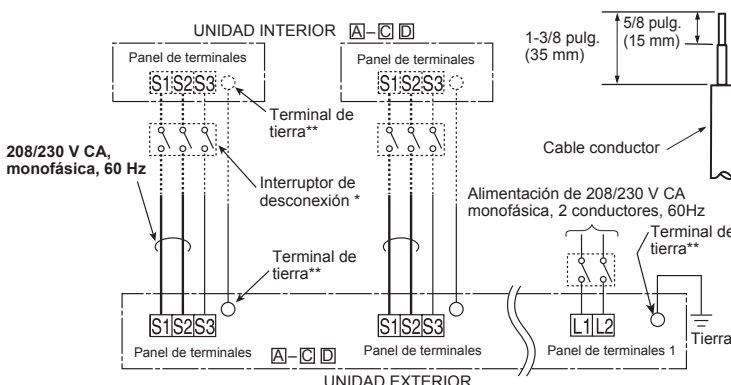 UNIDAD INTERIOR A–C D
Panel de terminales
S1 S2 S3
Panel de terminales
S1 S2 S3
Terminal de
tierra**
208/230 V CA,
monofásica, 60 Hz
Interruptor de
desconexión *
Terminal de
tierra**
1-3/8 pulg.
(35 mm)
5/8 pulg.
(15 mm)
Cable conductor
Alimentación de 208/230 V CA
monofásica, 2 conductores, 60Hz
Terminal de
tierra**
S1 S2 S3
Panel de terminales
A–C D
S1 S2 S3
Panel de terminales
L1 L2
Panel de terminales 1
Tierra
UNIDAD EXTERIOR